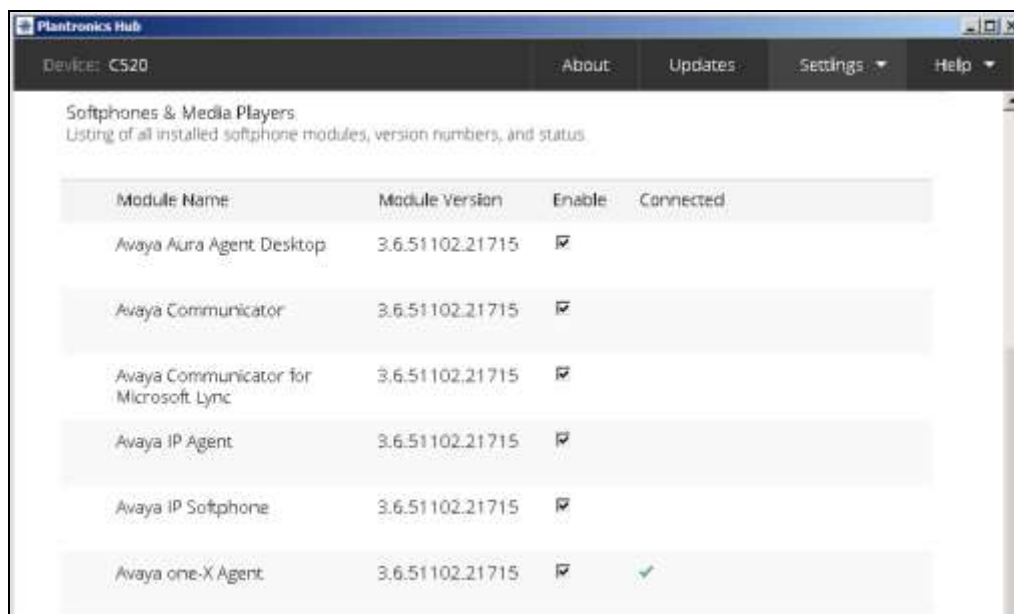 Plantronics Hub
Device: C520 About Updates Settings Help
Softphones & Media Players
Listing of all installed softphone modules, version numbers, and status
Module Name Module Version Enable Connected
Avaya Aura Agent Desktop 3.6.51102.21715
Avaya Communicator 3.6.51102.21715
Avaya Communicator for 3.6.51102.21715
Microsoft Lync
Avaya IP Agent 3.6.51102.21715
Avaya IP Softphone 3.6.51102.21715
Avaya one-X Agent 3.6.51102.21715